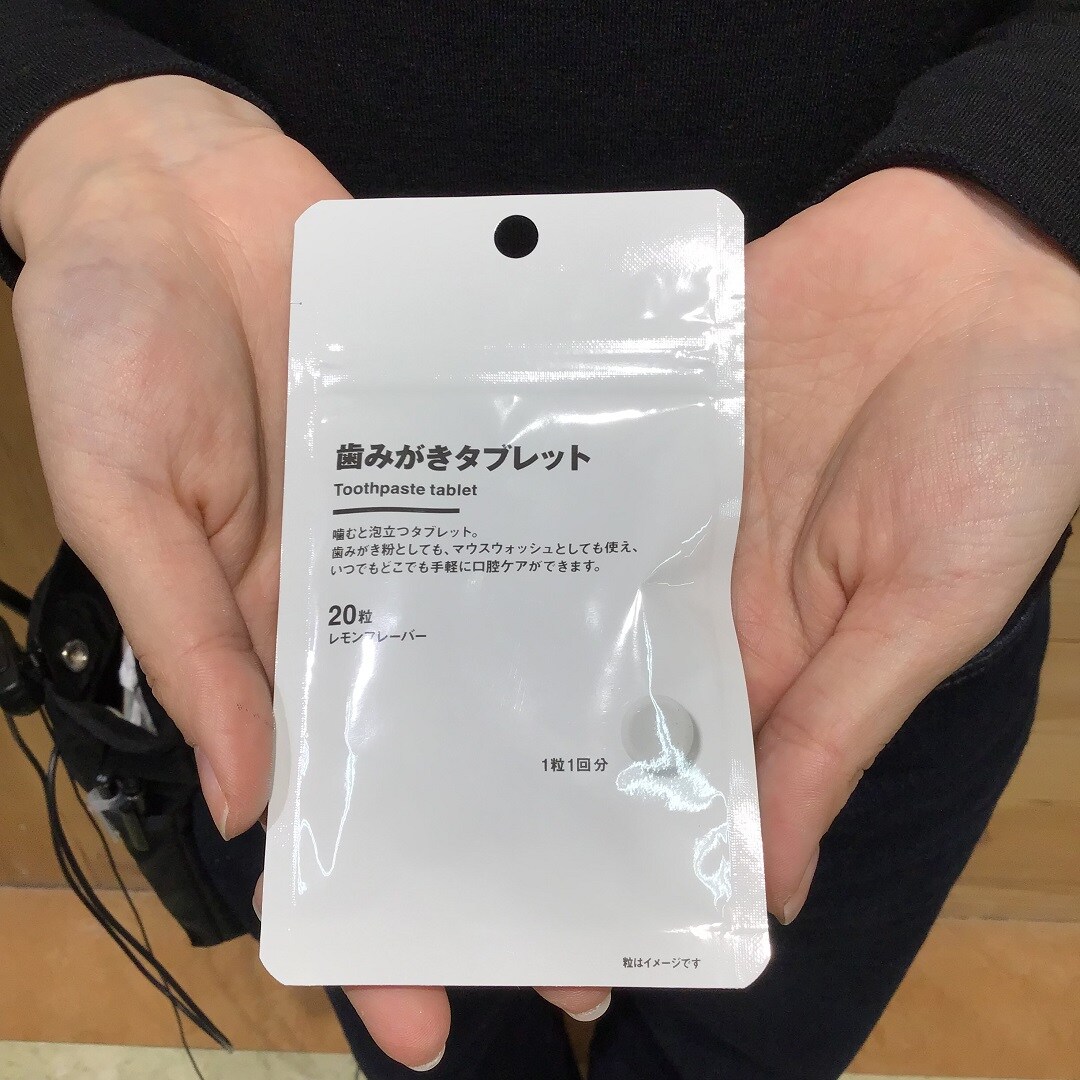 歯みがきタブレット
Toothpaste tablet
噛むと泡立つタブレット。
歯みがき粉としても、マウスウォッシュとしても使え、
いつでもどこでも手軽に口腔ケアができます。
20粒
レモンフレーバー
1粒1回分
粒はイメージです